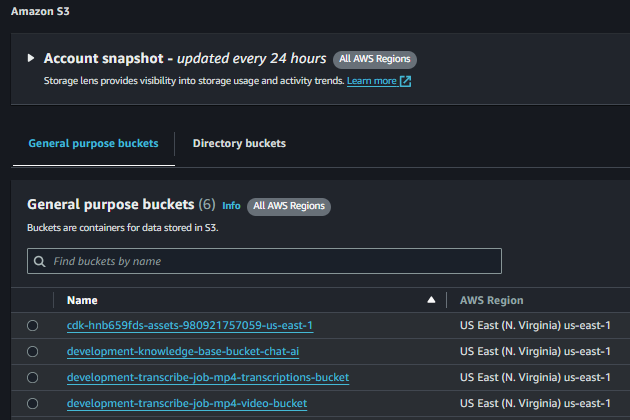 Amazon S3
Account snapshot - updated every 24 hours All AWS Regions
Storage lens provides visibility into storage usage and activity trends. Learn more
General purpose buckets Directory buckets
General purpose buckets (6) Info All AWS Regions
Buckets are containers for data stored in S3.
Find buckets by name
Name AWS Region
cdk-hnb659fds-assets-980921757059-us-east-1 US East (N. Virginia) us-east-1
development-knowledge-base-bucket-chat-ai US East (N. Virginia) us-east-1
development-transcribe-job-mp4-transcriptions-bucket US East (N. Virginia) us-east-1
development-transcribe-job-mp4-video-bucket US East (N. Virginia) us-east-1